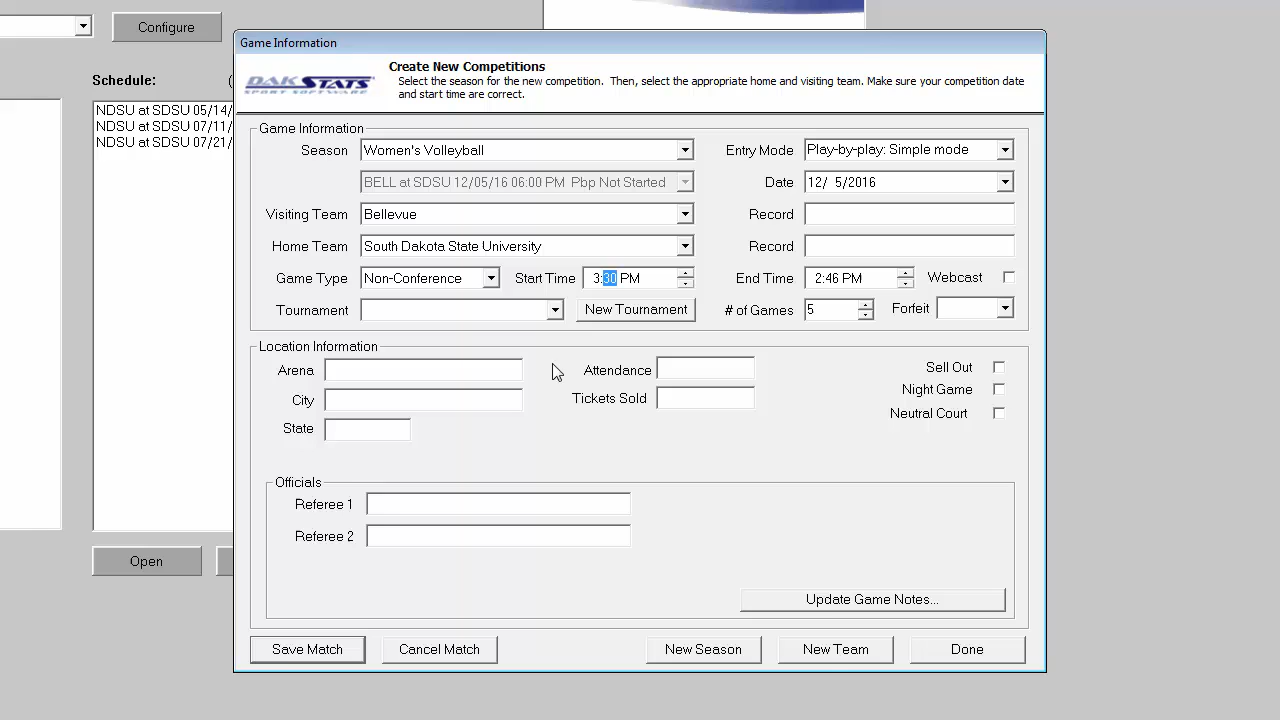 Configure
Schedule:
NDSU at SDSU 05/14/
NDSU at SDSU 07/11/
NDSU at SDSU 07/21/
Open
Game Information
DAKSTATS
SPORT SOFTWARE
Create New Competitions
Select the season for the new competition. Then, select the appropriate home and visiting team. Make sure your
and start time are correct.
Game Information
Season Women's Volleyball Entry Mode Play-by-play: Simple mode
BELL at SDSU 12/05/16 06:00 PM Pbp Not Started Date 12/ 5/2016
Visiting Team Bellevue Record
Home Team South Dakota State University Record
Game Type Non-Conference Start Time 3:30 PM End Time 2:46 PM Webcast
Tournament New Tournament # of Games 5 Forfeit
Location Information
Arena Attendance Sell Out
City Tickets Sold Night Game
State Neutral Court
Officials
Referee 1
Referee 2
Update Game Notes...
Save Match Cancel Match New Season New Team Done